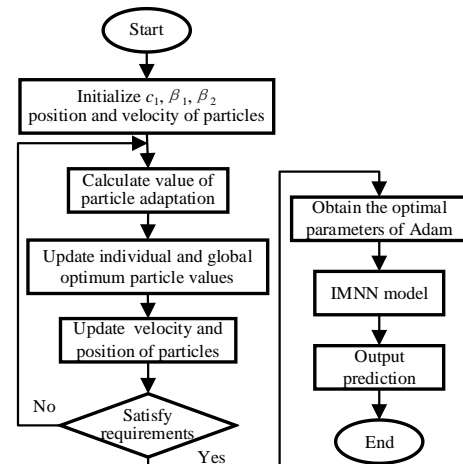 Start
Initialize c₁, β₁, β₂
position and velocity of particles
Calculate value of
particle adaptation
Update individual and global
optimum particle values
Update velocity and
position of particles
Satisfy
requirements
No
Yes
Obtain the optimal
parameters of Adam
IMNN model
Output
prediction
End